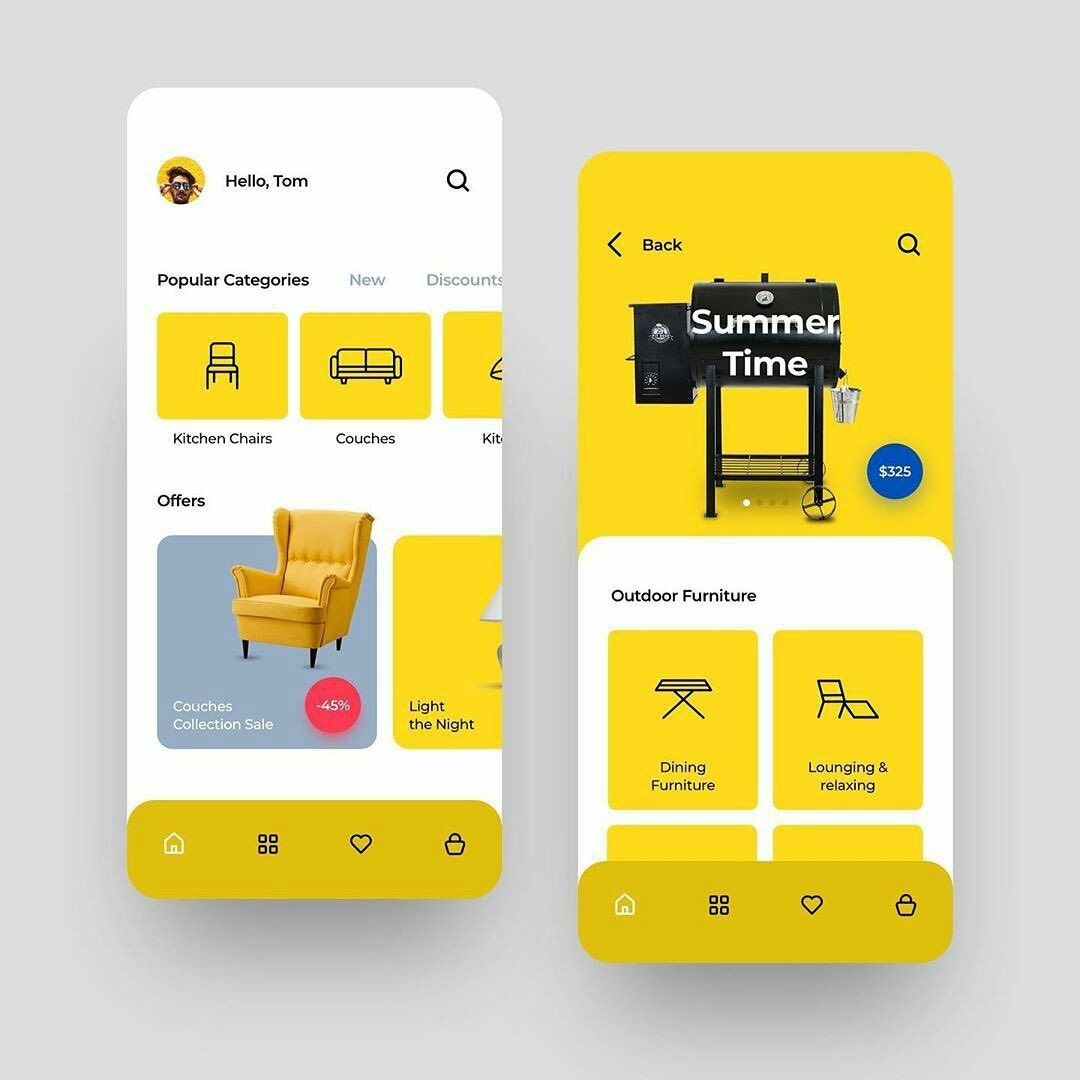 Hello, Tom
Popular Categories New Discounts
Kitchen Chairs Couches Kit
Offers
Couches
Collection Sale
-45%
Light
the Night
Back
Summer
Time
$325
Outdoor Furniture
Dining
Furniture
Lounging &
relaxing